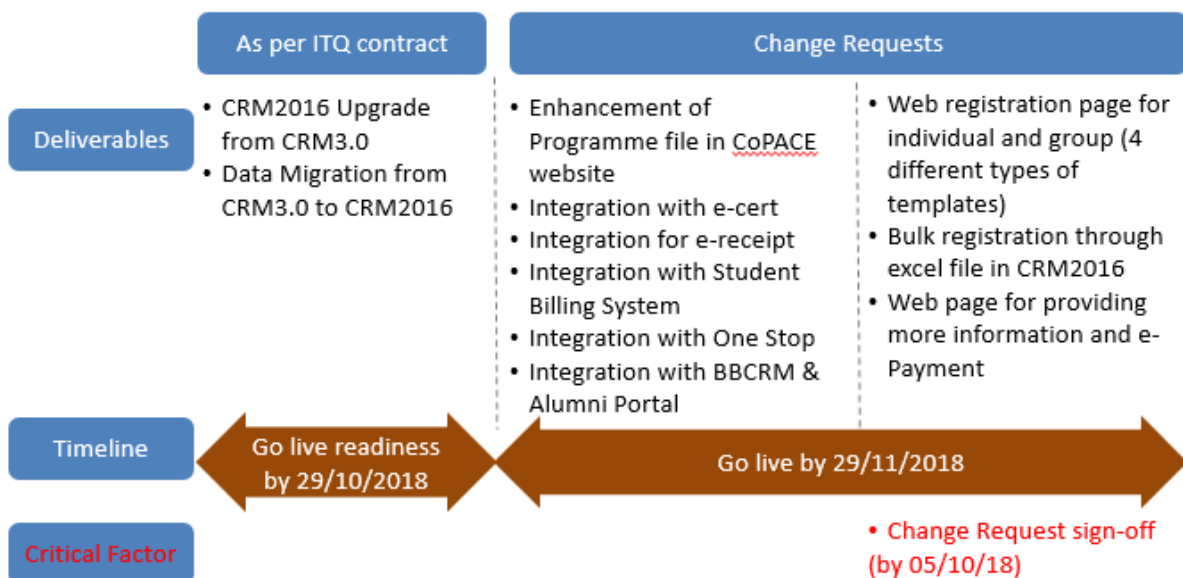 As per ITQ contract
Change Requests
Deliverables
• CRM2016 Upgrade
from CRM3.0
• Data Migration from
CRM3.0 to CRM2016
• Enhancement of
Programme file in CoPACE
website
• Integration with e-cert
• Integration for e-receipt
• Integration with Student
Billing System
• Integration with One Stop
• Integration with BBCRM &
Alumni Portal
• Web registration page for
individual and group (4
different types of
templates)
• Bulk registration through
excel file in CRM2016
• Web page for providing
more information and e-
Payment
Timeline
Go live readiness
by 29/10/2018
Go live by 29/11/2018
Critical Factor
• Change Request sign-off
(by 05/10/18)